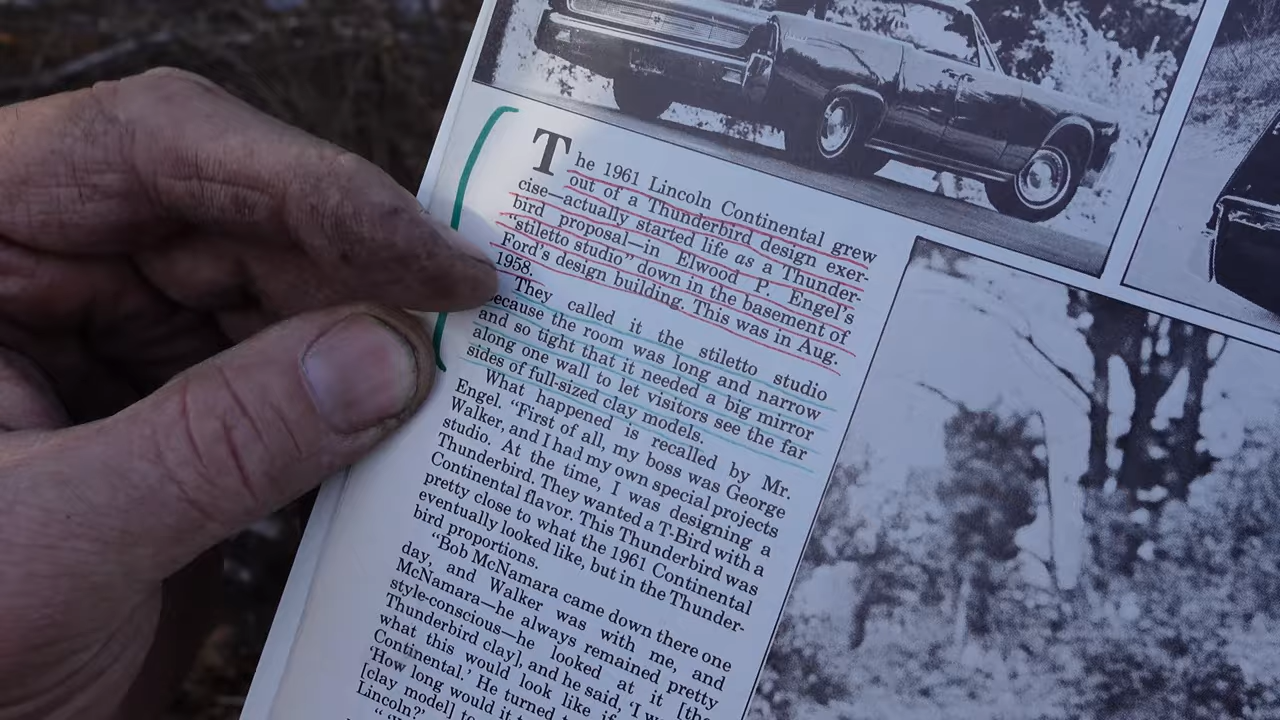 The 1961 Lincoln Continental grew
out of a Thunderbird design exer-
cise—actually started life as a Thunder-
bird proposal—in Elwood P. Engel's
"stiletto studio" down in the basement of
Ford's design building. This was in Aug.
1958.
They called it the stiletto studio
because the room was long and narrow
and so tight that it needed a big mirror
along one wall to let visitors see the far
sides of full-sized clay models.
What happened is recalled by Mr.
Engel. "First of all, my boss was George
Walker, and I had my own special projects
studio. At the time, I was designing a
Thunderbird. They wanted a T-Bird with a
Continental flavor. This Thunderbird was
pretty close to what the 1961 Continental
eventually looked like, but in the Thunder-
bird proportions.
"Bob McNamara came down there one
day, and Walker was with me, and
McNamara—he always remained pretty
style-conscious—he looked at it [the
Thunderbird clay], and he said, 'I
what this would look like
Continental.' He turned
'How long would it
[clay model]
Lincoln?'